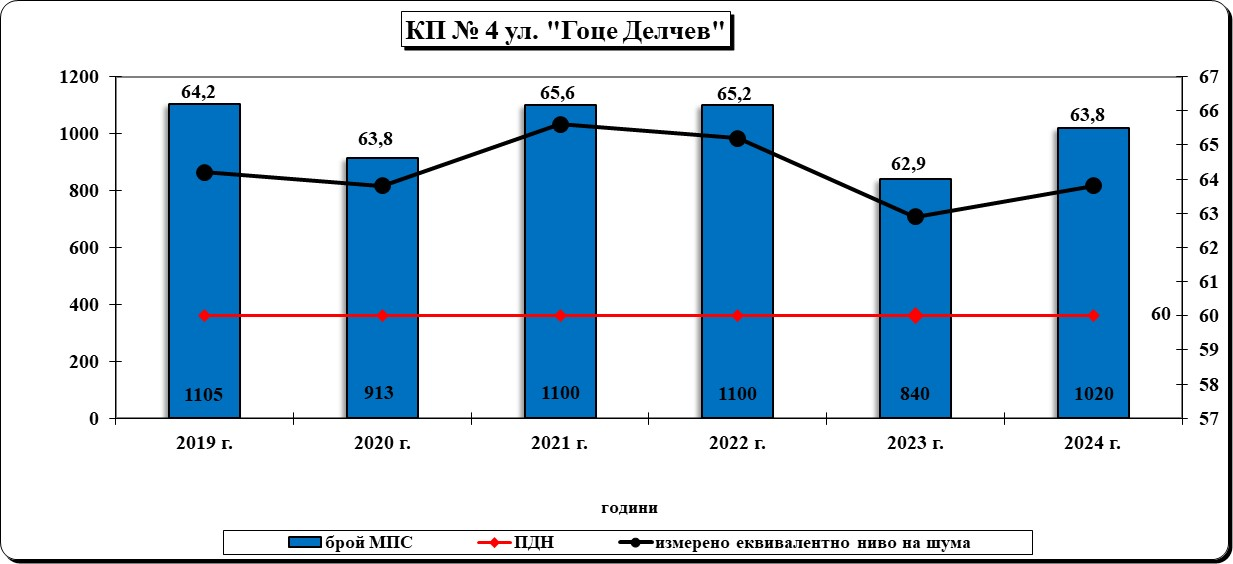 КП № 4 ул. "Гоце Делчев"
1200
1000
800
600
400
200
0
67
66
65
64
63
62
61
60
59
58
57
64,2
63,8
65,6
65,2
62,9
63,8
60
1105
913
1100
1100
840
1020
2019 г.
2020 г.
2021 г.
2022 г.
2023 г.
2024 г.
години
брой МПС
ПДН
измерено еквивалентно ниво на шума